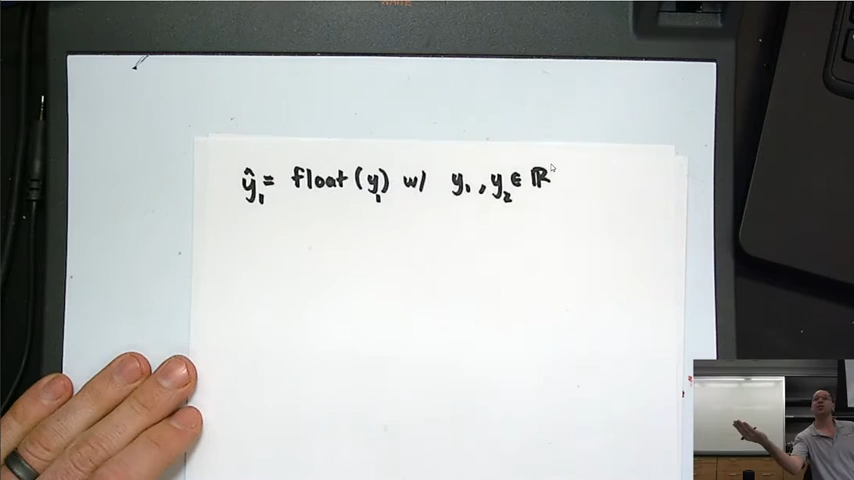 ŷ₁ = float(y₁) w/ y₁, y₂ ∈ ℝ